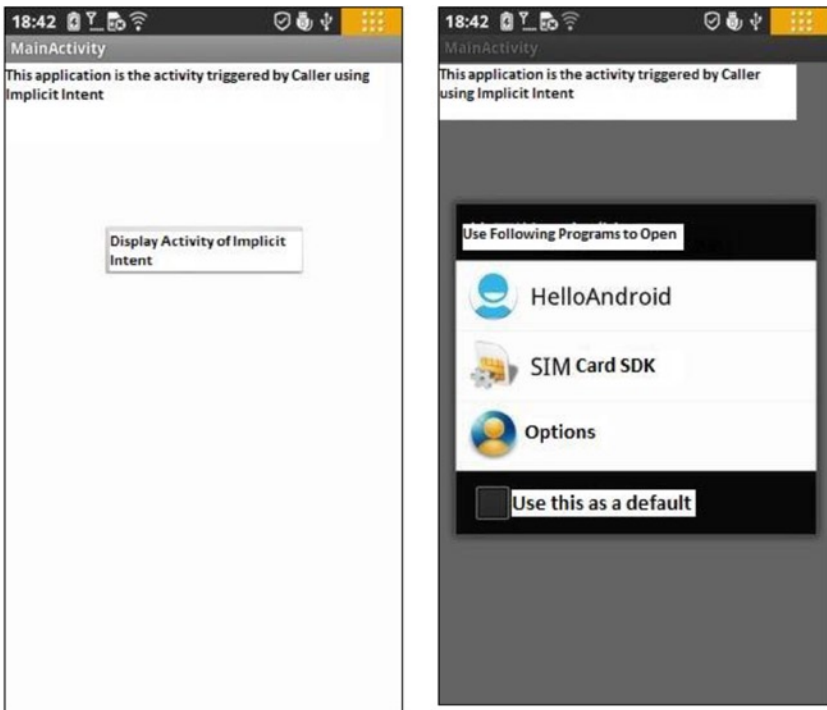 18:42
MainActivity
This application is the activity triggered by Caller using
Implicit Intent
Display Activity of Implicit
Intent
18:42
MainActivity
This application is the activity triggered by Caller
using Implicit Intent
Use Following Programs to Open
HelloAndroid
SIM Card SDK
Options
Use this as a default